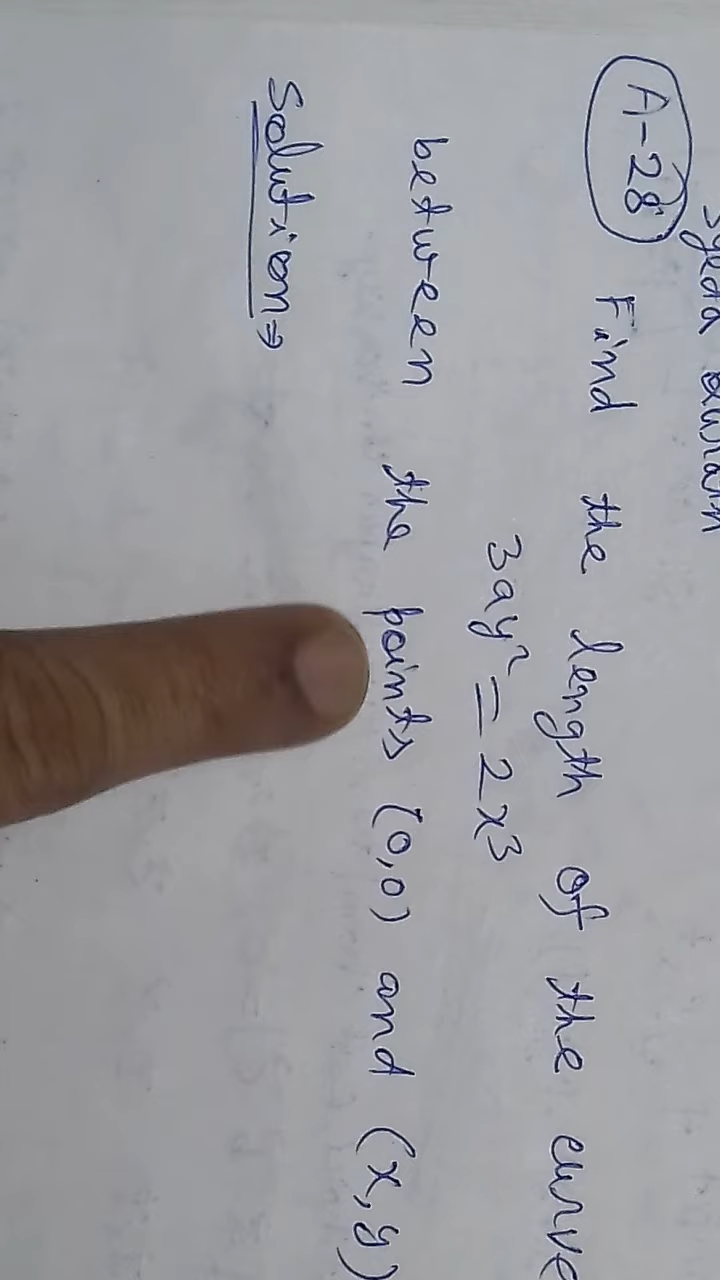 A-28 Find the length of the curve
3ay² = 2x³
between the points (0,0) and (x,y)
Solution ⇒